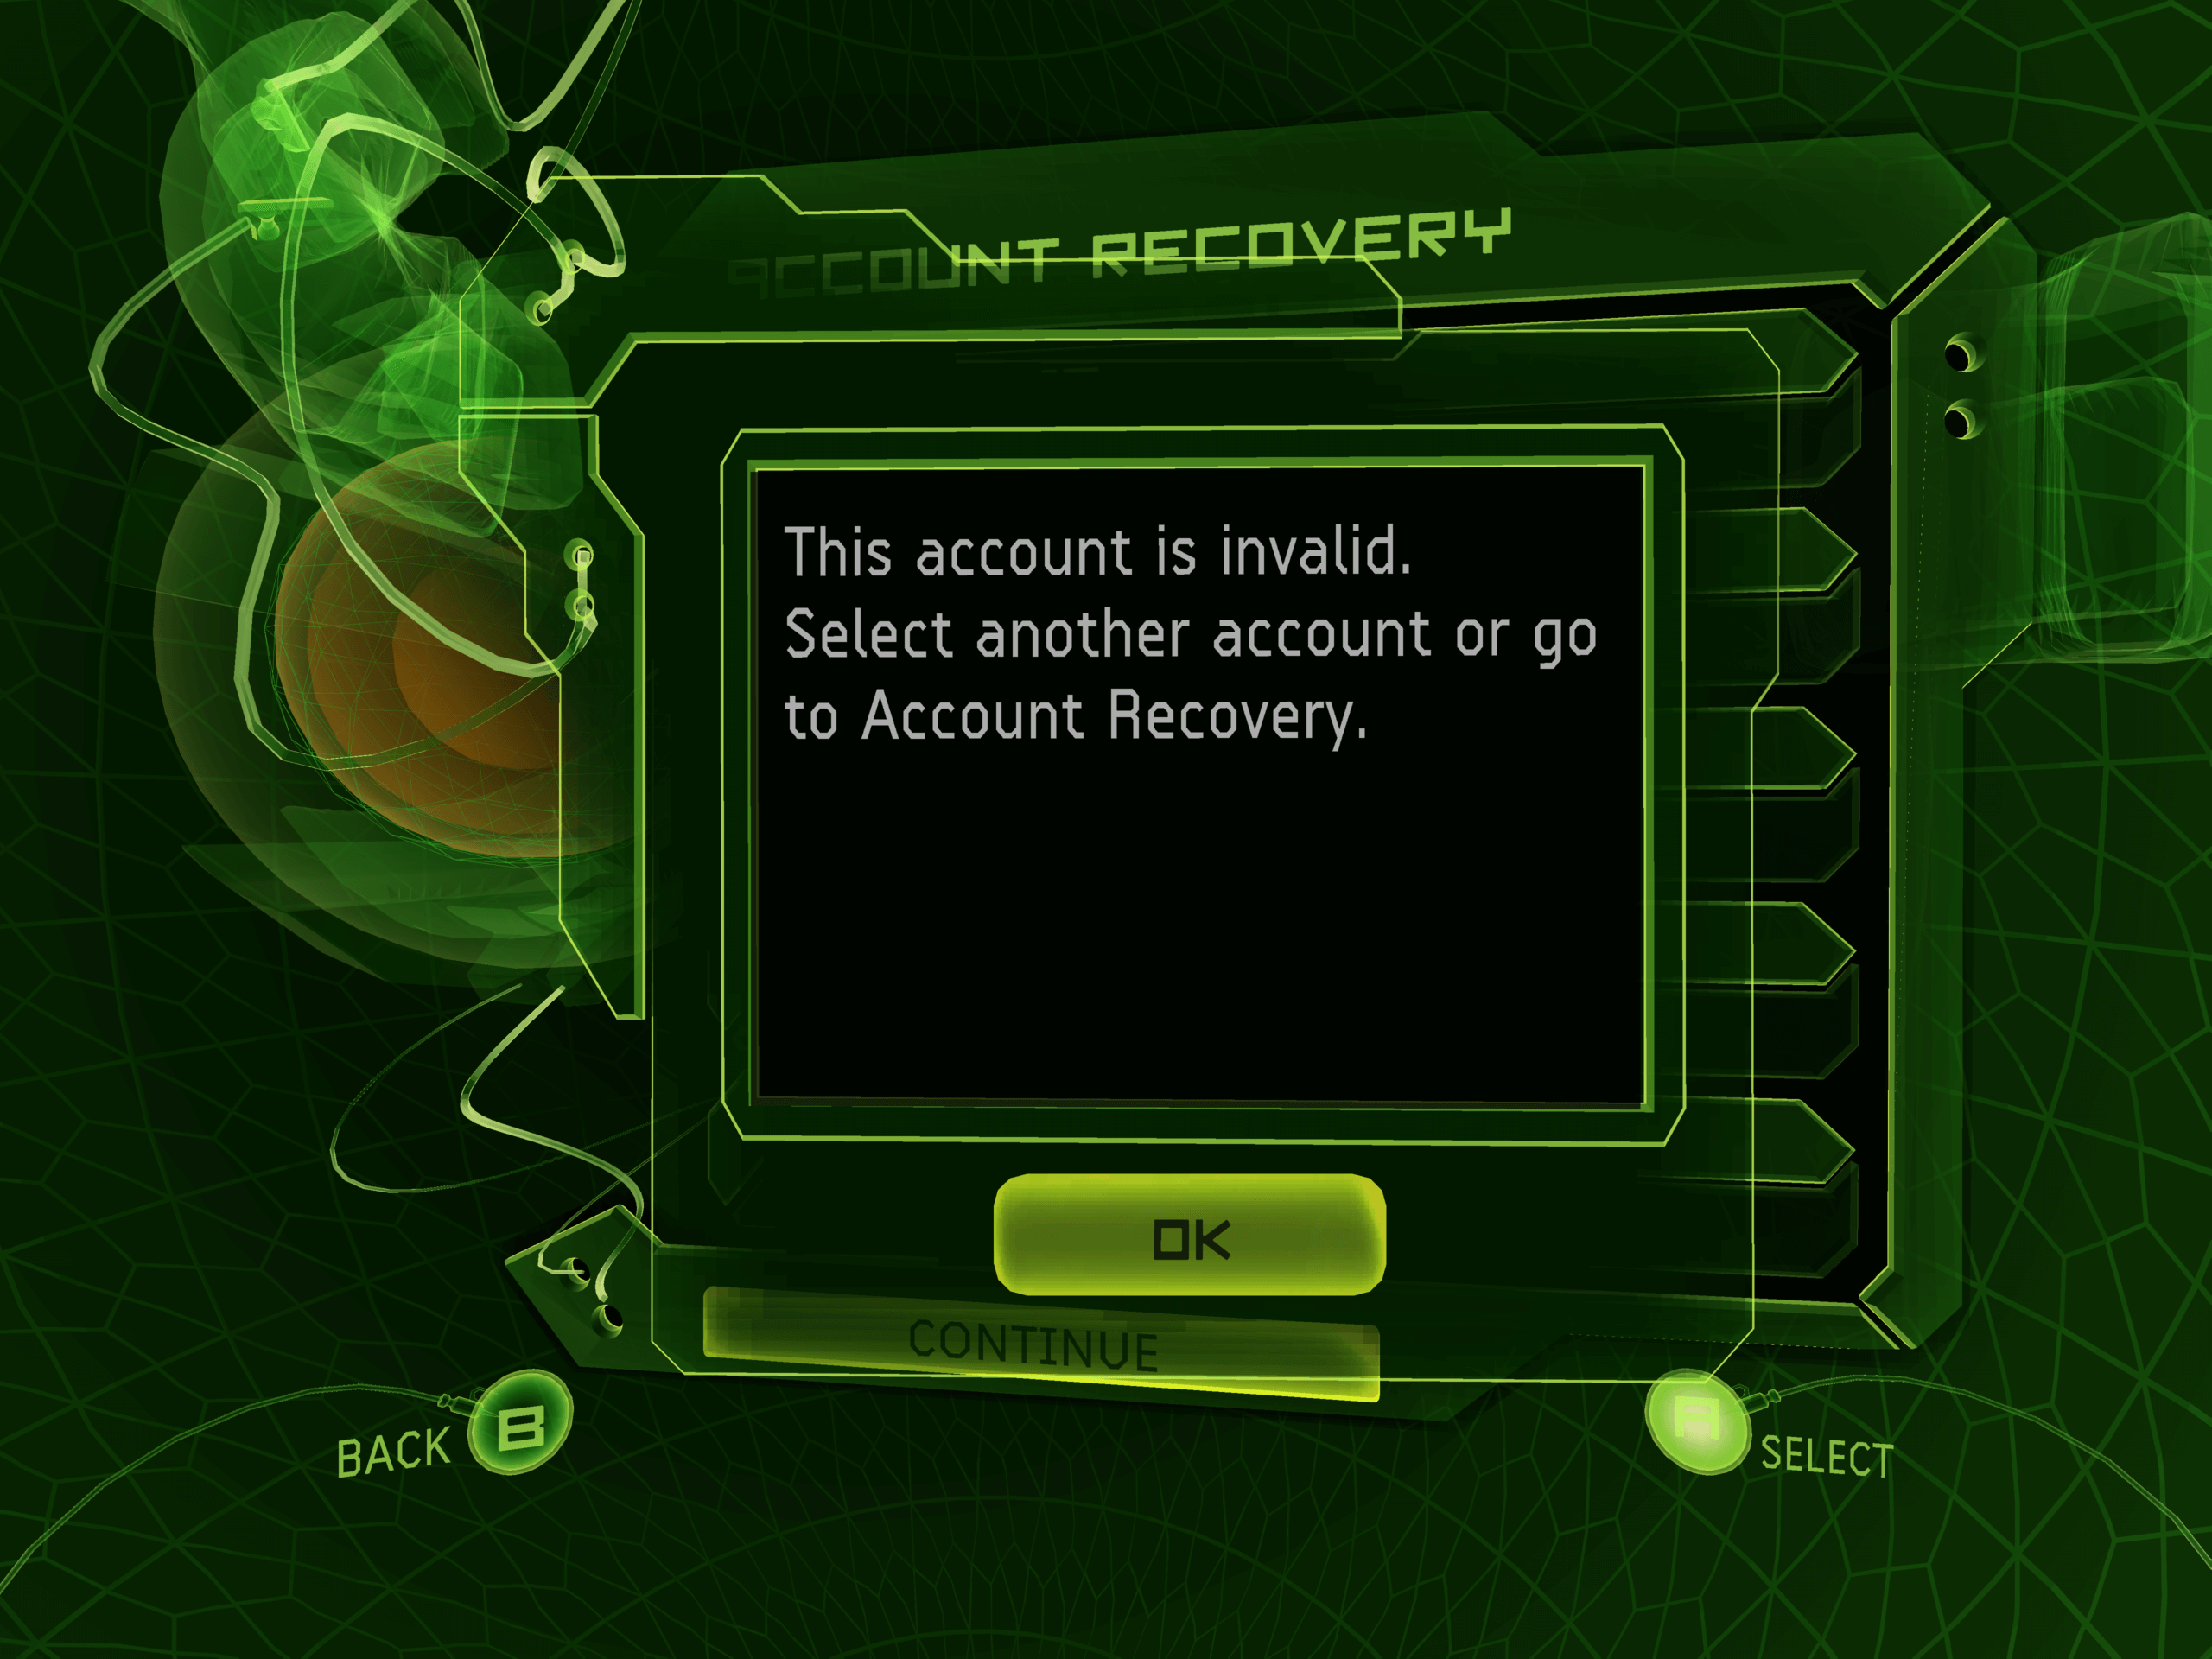 ACCOUNT RECOVERY
This account is invalid.
Select another account or go
to Account Recovery.
OK
CONTINUE
BACK B
A SELECT